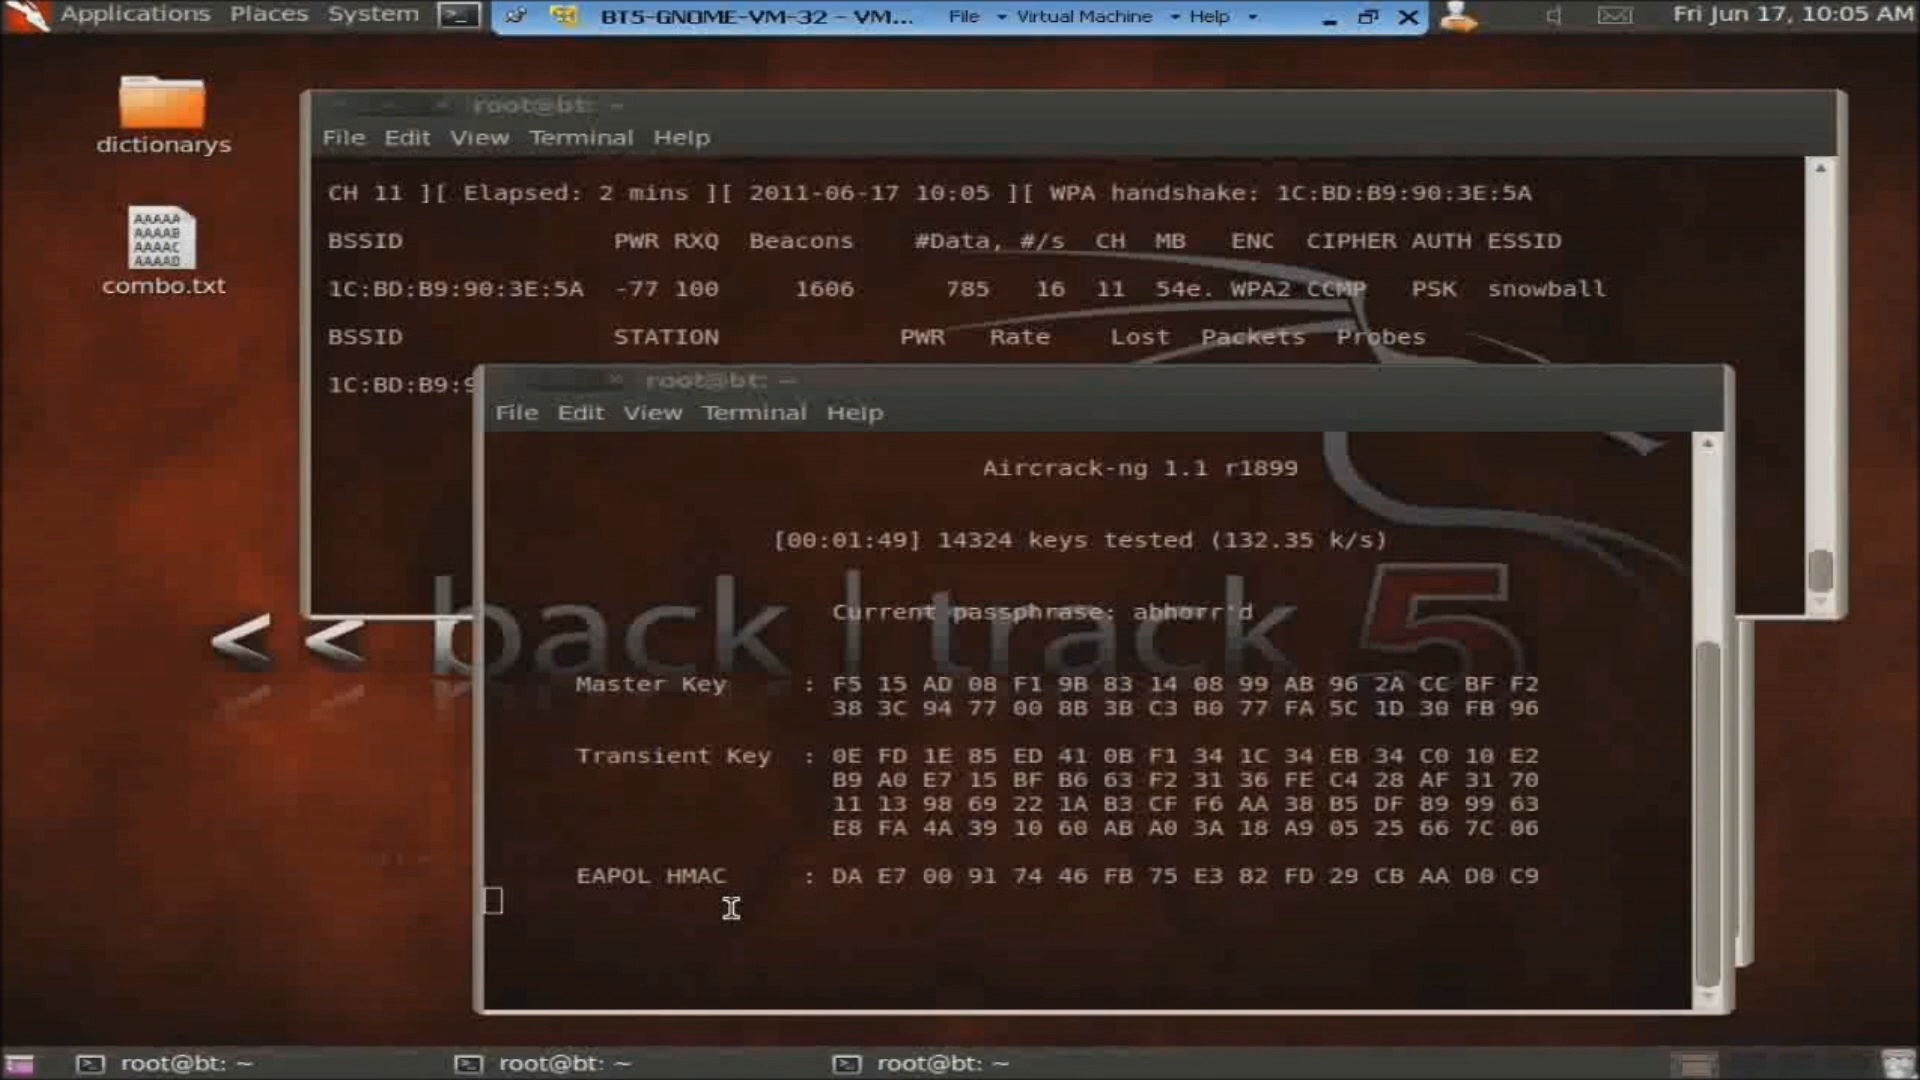 Applications Places System BT5-GNOME-VM-32 – VM... File Virtual Machine Help Fri Jun 17, 10:05 AM
dictionarys
AAAAA
AAAAB
AAAAC
AAAAD
combo.txt
root@bt: ~
File Edit View Terminal Help
CH 11 ][ Elapsed: 2 mins ][ 2011-06-17 10:05 ][ WPA handshake: 1C:BD:B9:90:3E:5A
BSSID PWR RXQ Beacons #Data, #/s CH MB ENC CIPHER AUTH ESSID
1C:BD:B9:90:3E:5A -77 100 1606 785 16 11 54e. WPA2 CCMP PSK snowball
BSSID STATION PWR Rate Lost Packets Probes
1C:BD:B9:9
root@bt: ~
File Edit View Terminal Help
Aircrack-ng 1.1 r1899
[00:01:49] 14324 keys tested (132.35 k/s)
Current passphrase: abhorr'd
Master Key : F5 15 AD 08 F1 9B 83 14 08 99 AB 96 2A CC BF F2
38 3C 94 77 00 8B 3B C3 B0 77 FA 5C 1D 30 FB 96
Transient Key : 0E FD 1E 85 ED 41 0B F1 34 1C 34 EB 34 C0 10 E2
B9 A0 E7 15 BF B6 63 F2 31 36 FE C4 28 AF 31 70
11 13 98 69 22 1A B3 CF F6 AA 38 B5 DF 89 99 63
E8 FA 4A 39 10 60 AB A0 3A 18 A9 05 25 66 7C 06
EAPOL HMAC : DA E7 00 91 74 46 FB 75 E3 82 FD 29 CB AA D0 C9
<< back | track 5
root@bt: ~ root@bt: ~ root@bt: ~